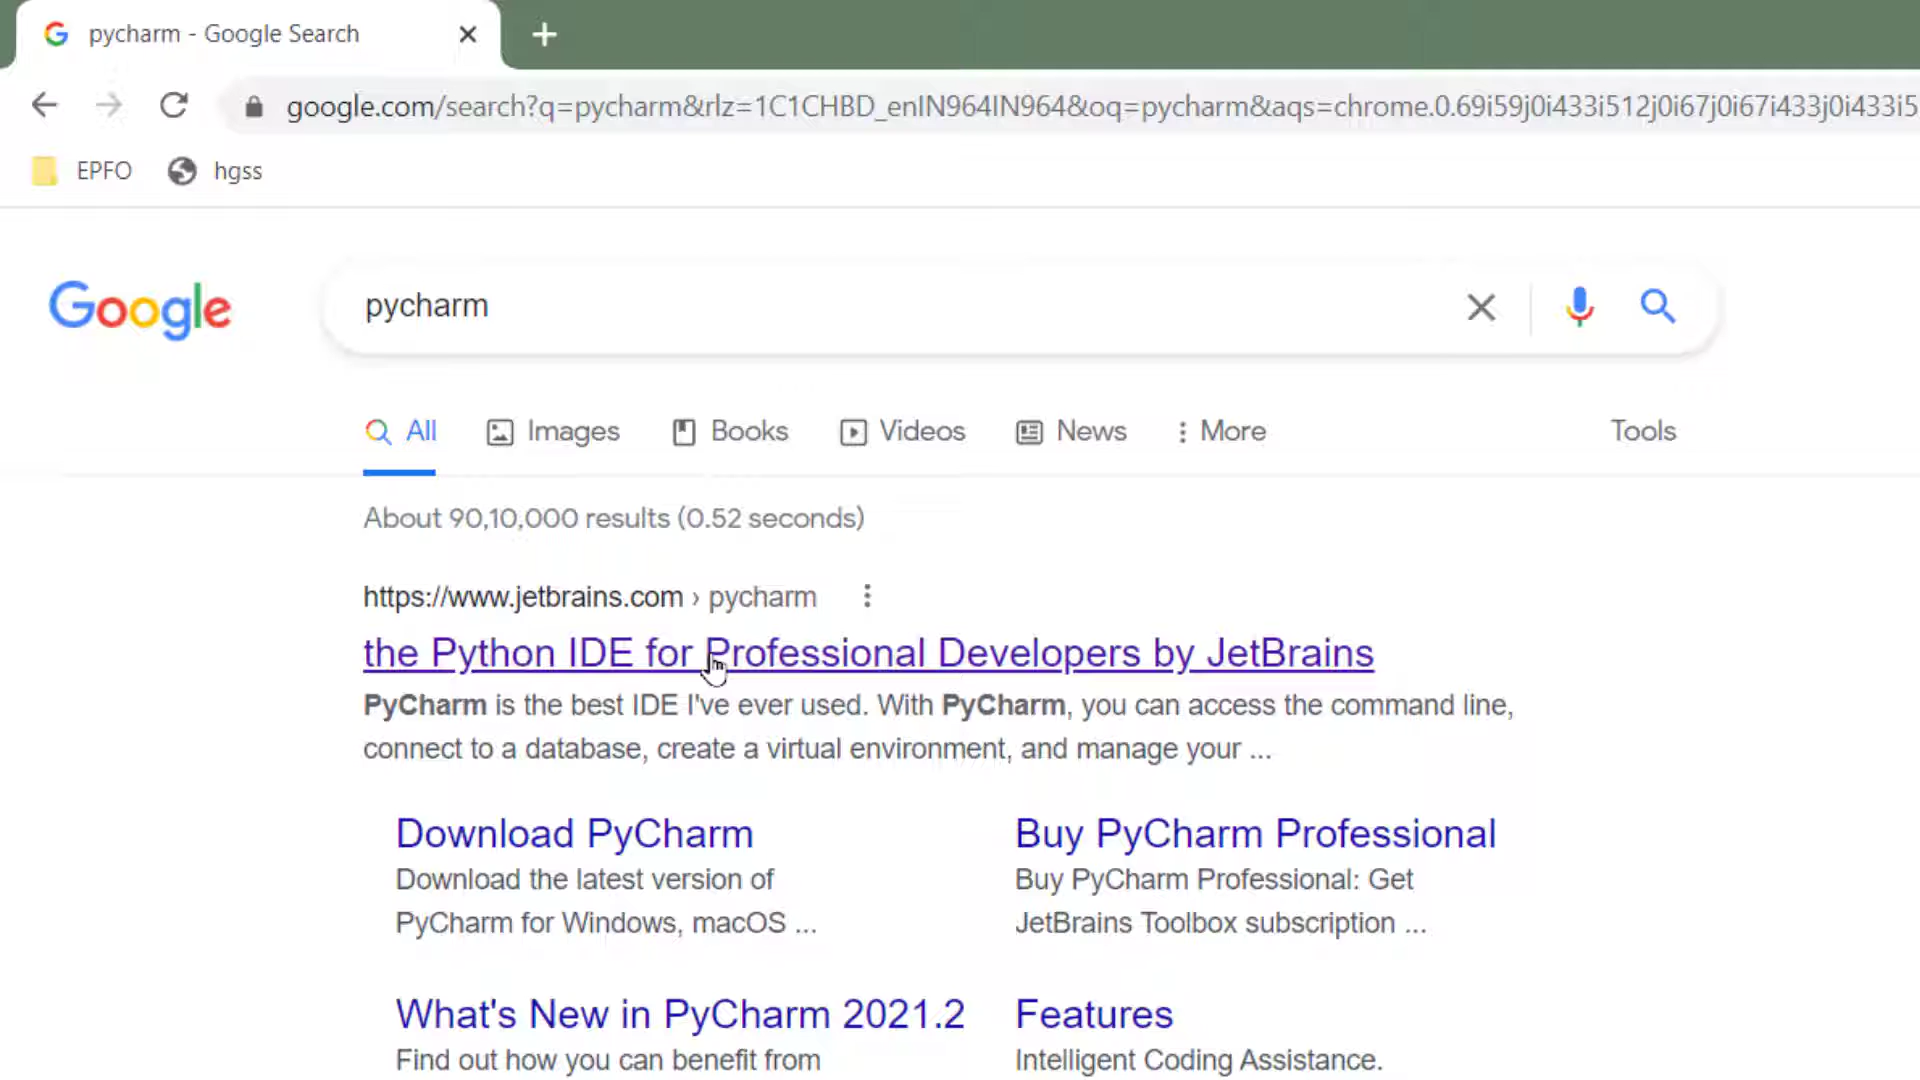 pycharm - Google Search
google.com/search?q=pycharm&rlz=1C1CHBD_enIN964IN964&oq=pycharm&aqs=chrome.0.69i59j0i433i512j0i67j0i67i433j0i433i5
EPFO hgss
Google pycharm
All Images Books Videos News More Tools
About 90,10,000 results (0.52 seconds)
https://www.jetbrains.com › pycharm
the Python IDE for Professional Developers by JetBrains
PyCharm is the best IDE I've ever used. With PyCharm, you can access the command line,
connect to a database, create a virtual environment, and manage your ...
Download PyCharm
Download the latest version of
PyCharm for Windows, macOS ...
Buy PyCharm Professional
Buy PyCharm Professional: Get
JetBrains Toolbox subscription ...
What's New in PyCharm 2021.2
Find out how you can benefit from
Features
Intelligent Coding Assistance.